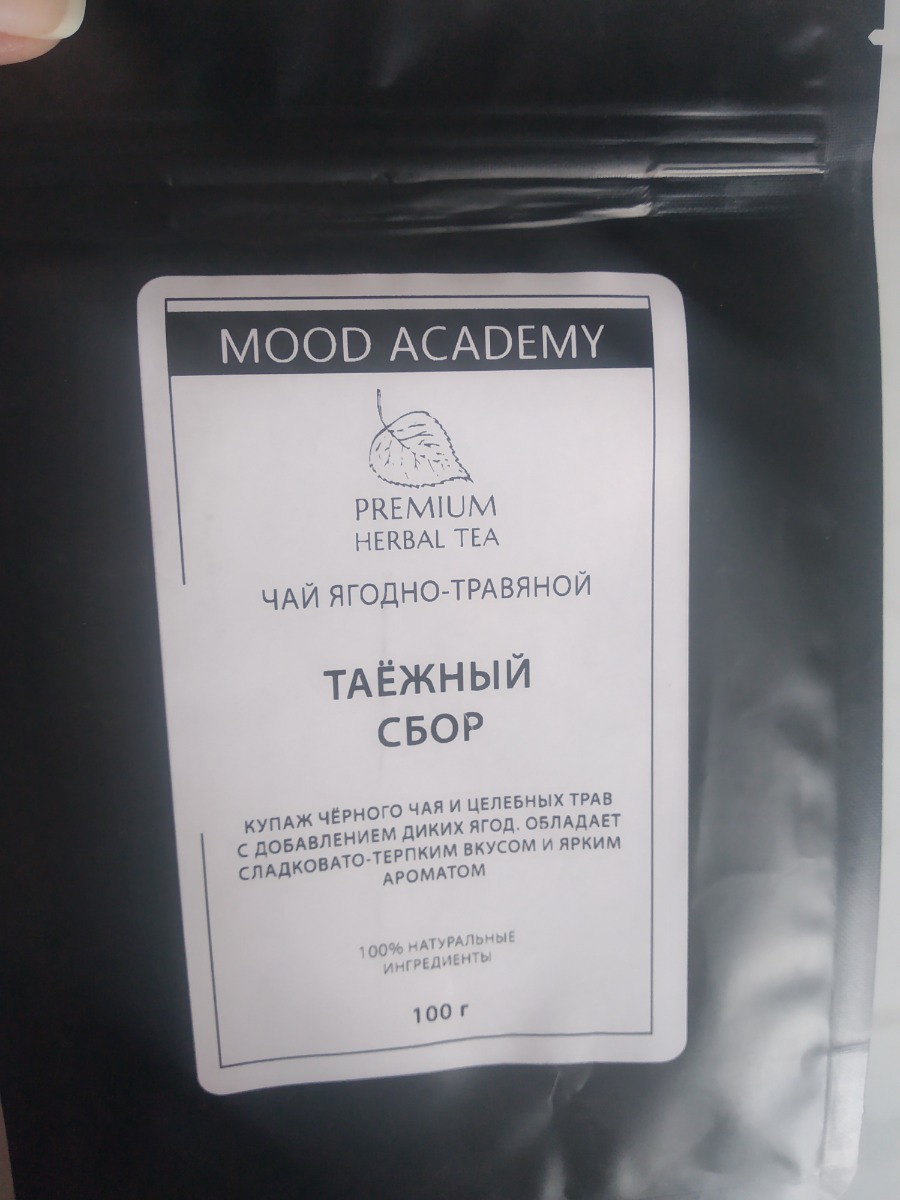 MOOD ACADEMY
PREMIUM
HERBAL TEA
ЧАЙ ЯГОДНО-ТРАВЯНОЙ
ТАЁЖНЫЙ
СБОР
КУПАЖ ЧЁРНОГО ЧАЯ И ЦЕЛЕБНЫХ ТРАВ
С ДОБАВЛЕНИЕМ ДИКИХ ЯГОД. ОБЛАДАЕТ
СЛАДКОВАТО-ТЕРПКИМ ВКУСОМ И ЯРКИМ
АРОМАТОМ
100% НАТУРАЛЬНЫЕ
ИНГРЕДИЕНТЫ
100 г